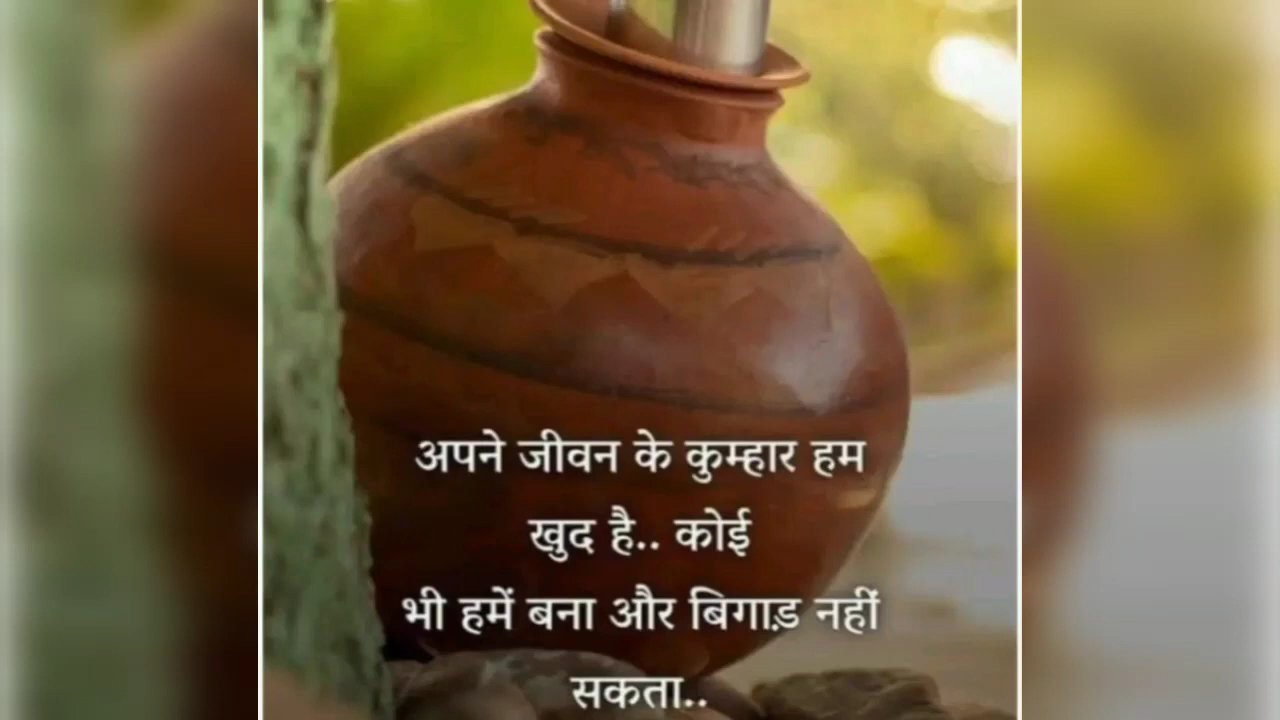 अपने जीवन के कुम्हार हम
खुद है.. कोई
भी हमें बना और बिगाड़ नहीं
सकता..